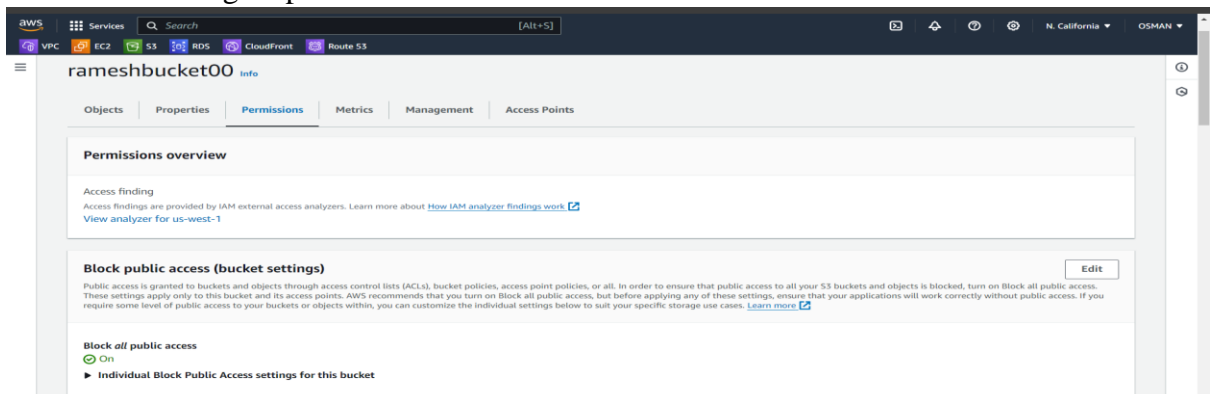 aws Services Search [Alt+S] N. California ▼ OSMAN ▼
VPC EC2 S3 RDS CloudFront Route 53
rameshbucket00 Info
Objects Properties Permissions Metrics Management Access Points
Permissions overview
Access finding
Access findings are provided by IAM external access analyzers. Learn more about How IAM analyzer findings work
View analyzer for us-west-1
Block public access (bucket settings) Edit
Public access is granted to buckets and objects through access control lists (ACLs), bucket policies, access point policies, or all. In order to ensure that public access to all your S3 buckets and objects is blocked, turn on Block all public access.
These settings apply only to this bucket and its access points. AWS recommends that you turn on Block all public access, but before applying any of these settings, ensure that your applications will work correctly without public access. If you
require some level of public access to your buckets or objects within, you can customize the individual settings below to suit your specific storage use cases. Learn more
Block all public access
On
▶ Individual Block Public Access settings for this bucket